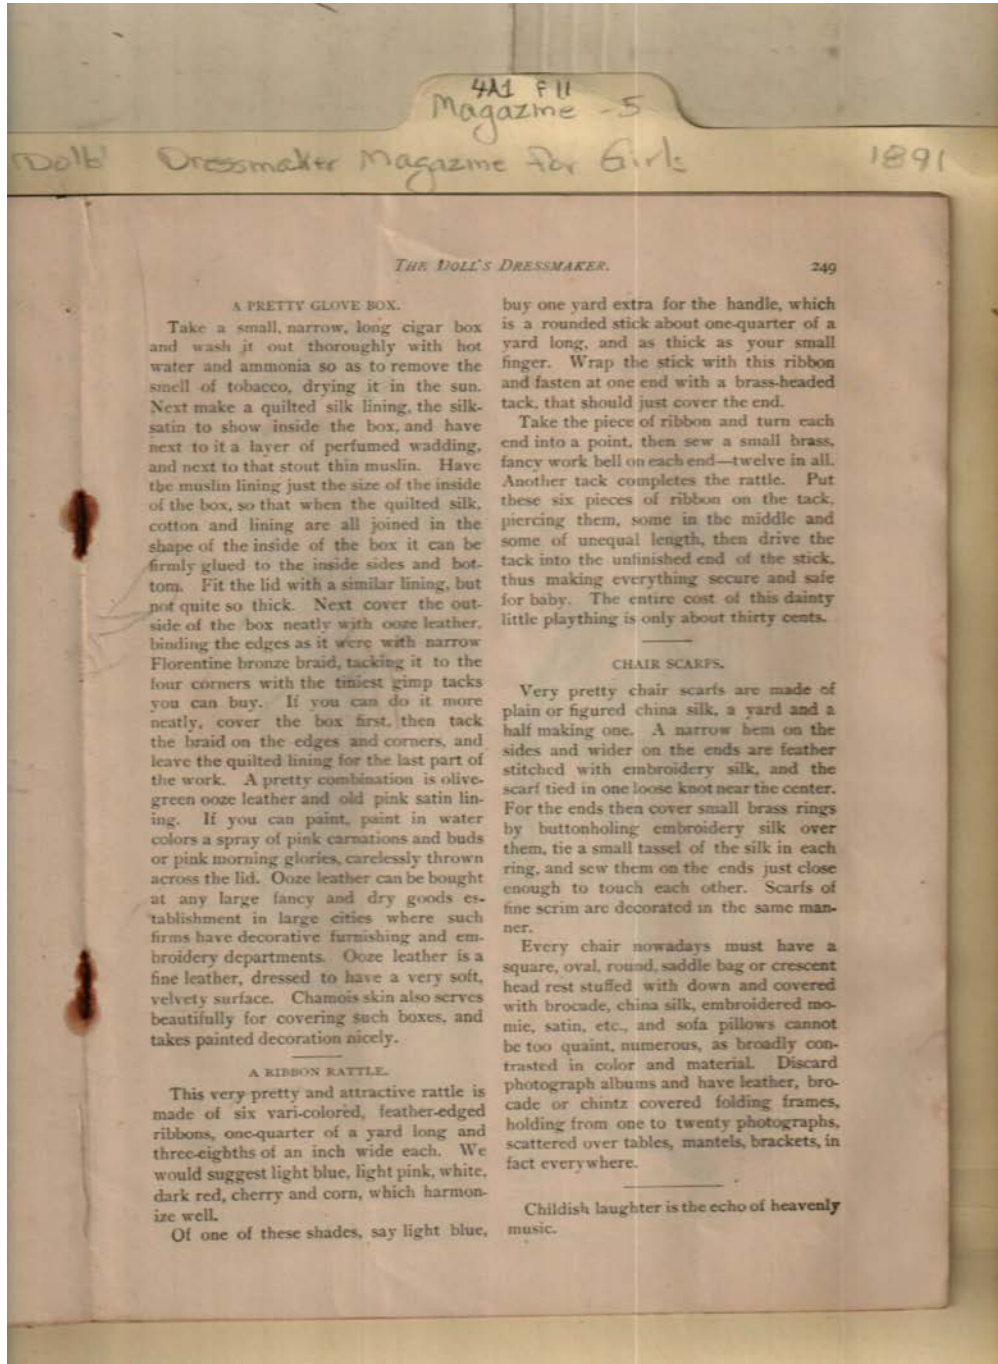 4A1 F11
Magazine - 5
Dolls' Dressmaker Magazine for Girls 1891
THE DOLL'S DRESSMAKER.
249
A PRETTY GLOVE BOX.
Take a small, narrow, long cigar box
and wash it out thoroughly with hot
water and ammonia so as to remove the
smell of tobacco, drying it in the sun.
Next make a quilted silk lining, the silk-
satin to show inside the box, and have
next to it a layer of perfumed wadding,
and next to that stout thin muslin. Have
the muslin lining just the size of the inside
of the box, so that when the quilted silk,
cotton and lining are all joined in the
shape of the inside of the box it can be
firmly glued to the inside sides and bot-
tom. Fit the lid with a similar lining, but
not quite so thick. Next cover the out-
side of the box neatly with ooze leather,
binding the edges as it were with narrow
Florentine bronze braid, tacking it to the
four corners with the tiniest gimp tacks
you can buy. If you can do it more
neatly, cover the box first, then tack
the braid on the edges and corners, and
leave the quilted lining for the last part of
the work. A pretty combination is olive-
green ooze leather and old pink satin lin-
ing. If you can paint, paint in water
colors a spray of pink carnations and buds
or pink morning glories, carelessly thrown
across the lid. Ooze leather can be bought
at any large fancy and dry goods es-
tablishment in large cities where such
firms have decorative furnishing and em-
broidery departments. Ooze leather is a
fine leather, dressed to have a very soft,
velvety surface. Chamois skin also serves
beautifully for covering such boxes, and
takes painted decoration nicely.
A RIBBON RATTLE.
This very pretty and attractive rattle is
made of six vari-colored, feather-edged
ribbons, one-quarter of a yard long and
three-eighths of an inch wide each. We
would suggest light blue, light pink, white,
dark red, cherry and corn, which harmon-
ize well.
Of one of these shades, say light blue,
buy one yard extra for the handle, which
is a rounded stick about one-quarter of a
yard long, and as thick as your small
finger. Wrap the stick with this ribbon
and fasten at one end with a brass-headed
tack, that should just cover the end.
Take the piece of ribbon and turn each
end into a point, then sew a small brass,
fancy work bell on each end—twelve in all.
Another tack completes the rattle. Put
these six pieces of ribbon on the tack,
piercing them, some in the middle and
some of unequal length, then drive the
tack into the unfinished end of the stick,
thus making everything secure and safe
for baby. The entire cost of this dainty
little plaything is only about thirty cents.
CHAIR SCARFS.
Very pretty chair scarfs are made of
plain or figured china silk, a yard and a
half making one. A narrow hem on the
sides and wider on the ends are feather
stitched with embroidery silk, and the
scarf tied in one loose knot near the center.
For the ends then cover small brass rings
by buttonholing embroidery silk over
them, tie a small tassel of the silk in each
ring, and sew them on the ends just close
enough to touch each other. Scarfs of
fine scrim are decorated in the same man-
ner.
Every chair nowadays must have a
square, oval, round, saddle bag or crescent
head rest stuffed with down and covered
with brocade, china silk, embroidered mo-
mie, satin, etc., and sofa pillows cannot
be too quaint, numerous, as broadly con-
trasted in color and material. Discard
photograph albums and have leather, bro-
cade or chintz covered folding frames,
holding from one to twenty photographs,
scattered over tables, mantels, brackets, in
fact everywhere.
Childish laughter is the echo of heavenly
music.